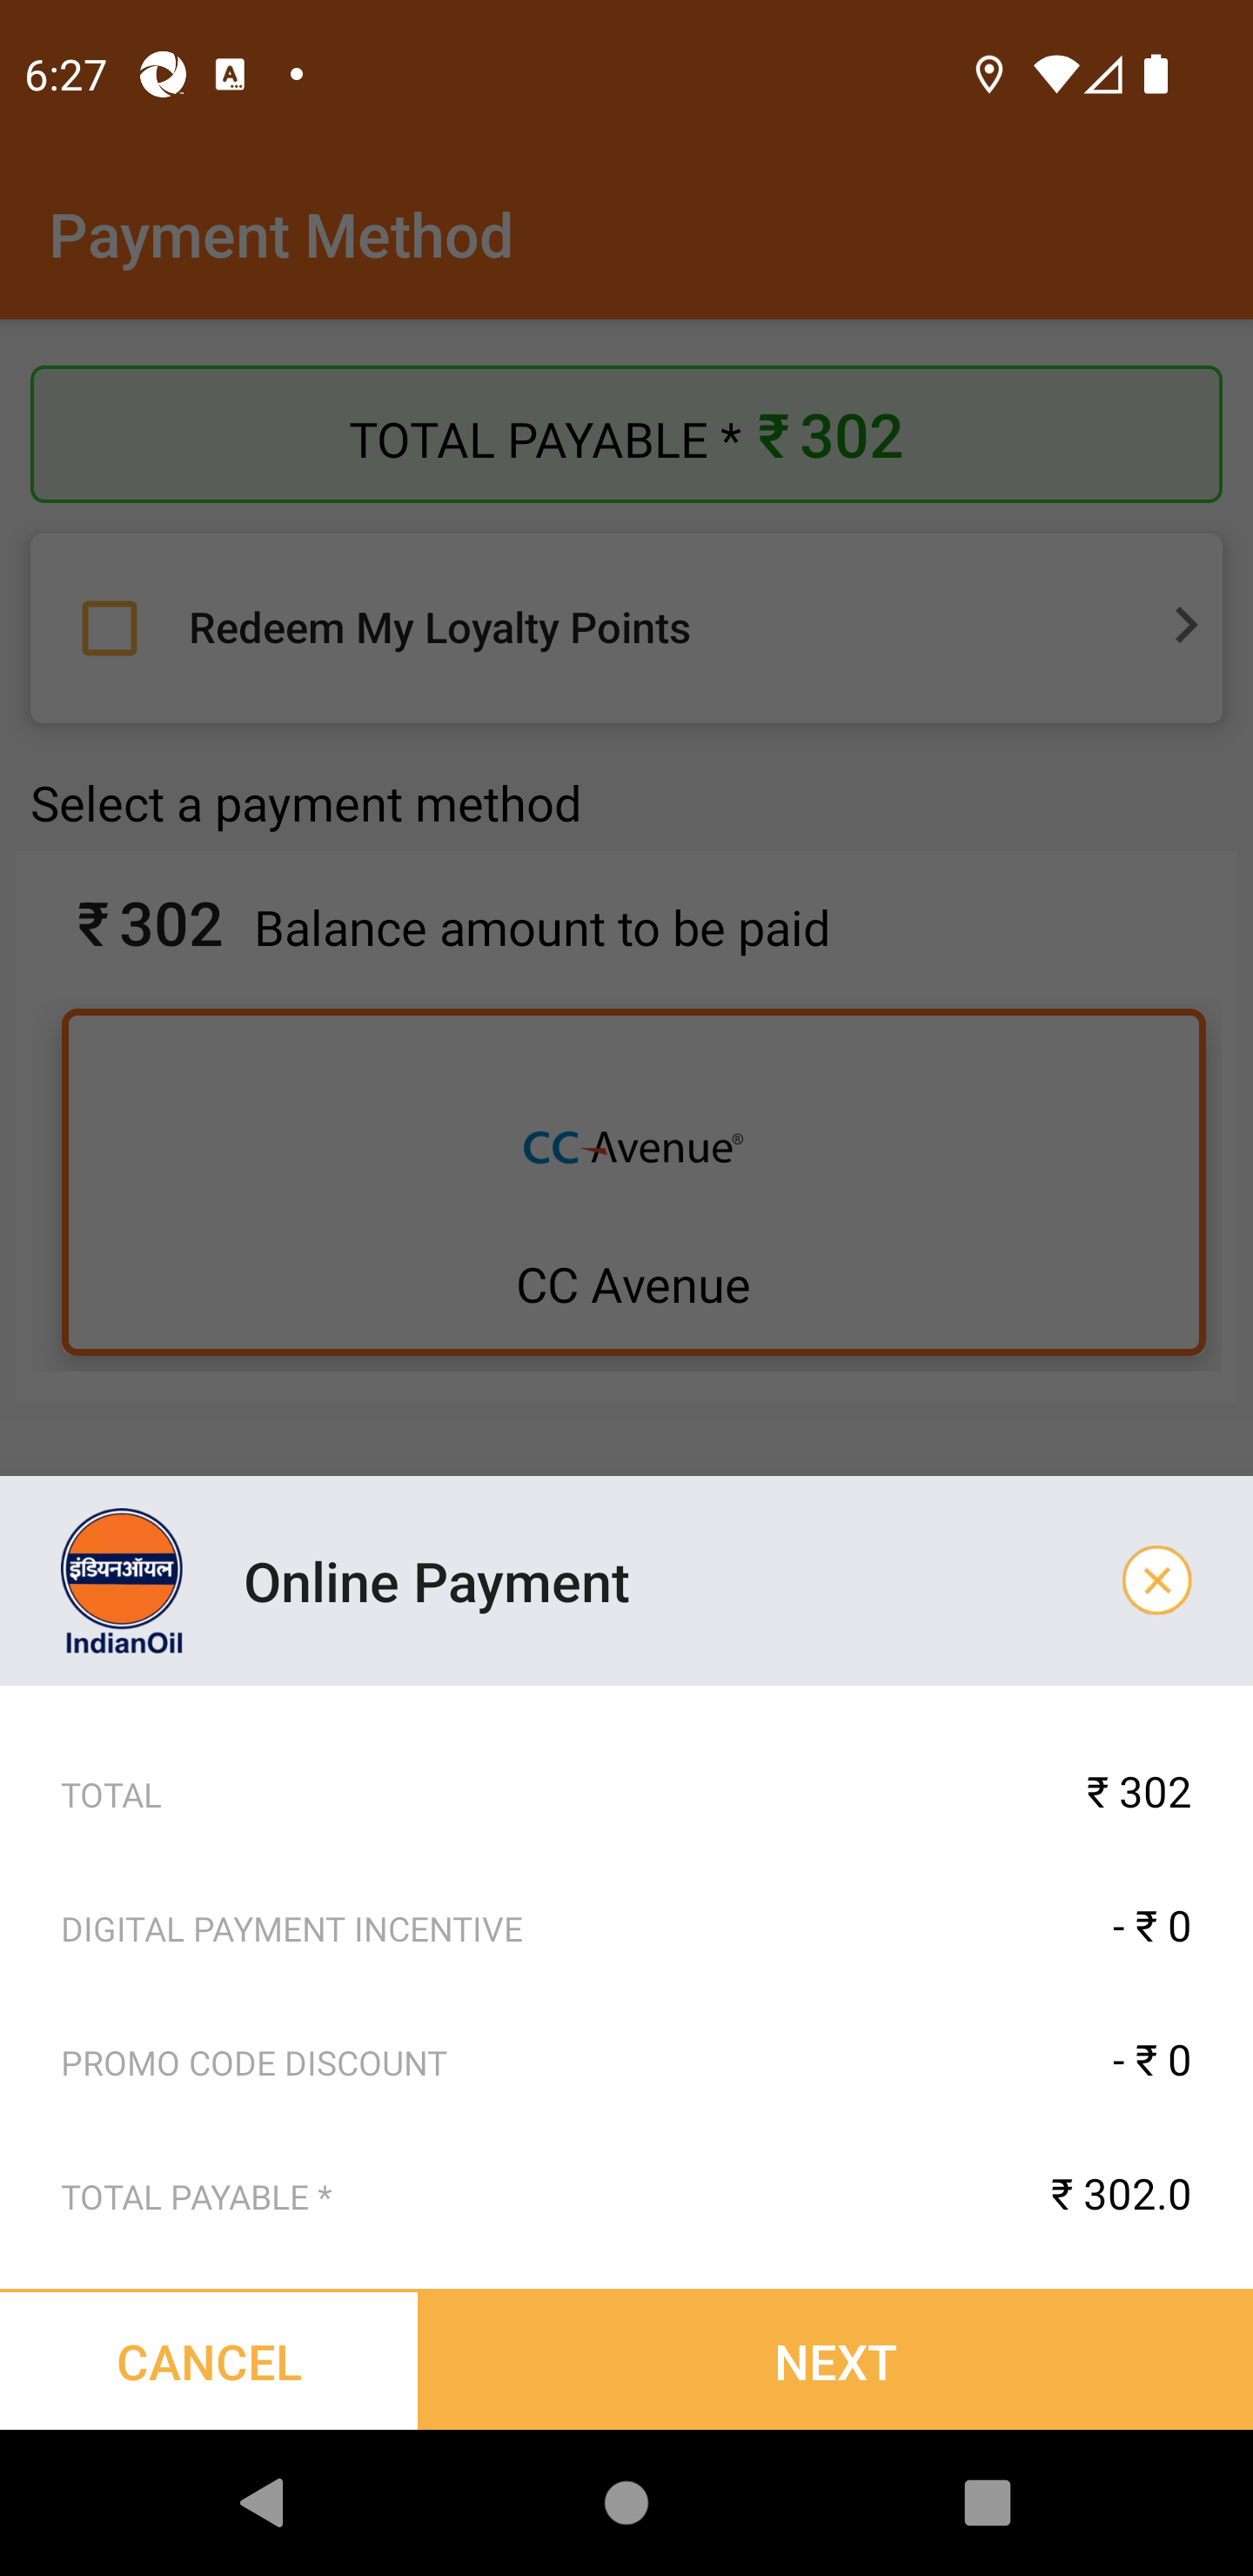 6:27
Payment Method
TOTAL PAYABLE * ₹ 302
Redeem My Loyalty Points
Select a payment method
₹ 302 Balance amount to be paid
CC Avenue®
CC Avenue
इंडियनऑयल
IndianOil
Online Payment
TOTAL ₹ 302
DIGITAL PAYMENT INCENTIVE - ₹ 0
PROMO CODE DISCOUNT - ₹ 0
TOTAL PAYABLE * ₹ 302.0
CANCEL NEXT